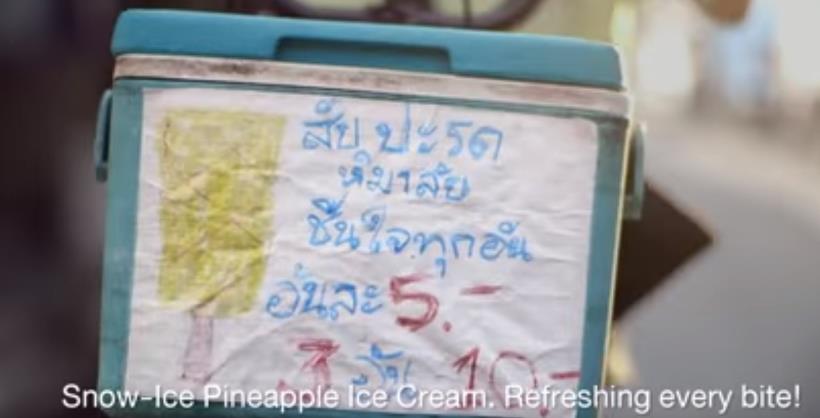 สับปะรด
หิมาลัย
ชื่นใจทุกอัน
อันละ 5.-
3 อัน 10.-
Snow-Ice Pineapple Ice Cream. Refreshing every bite!